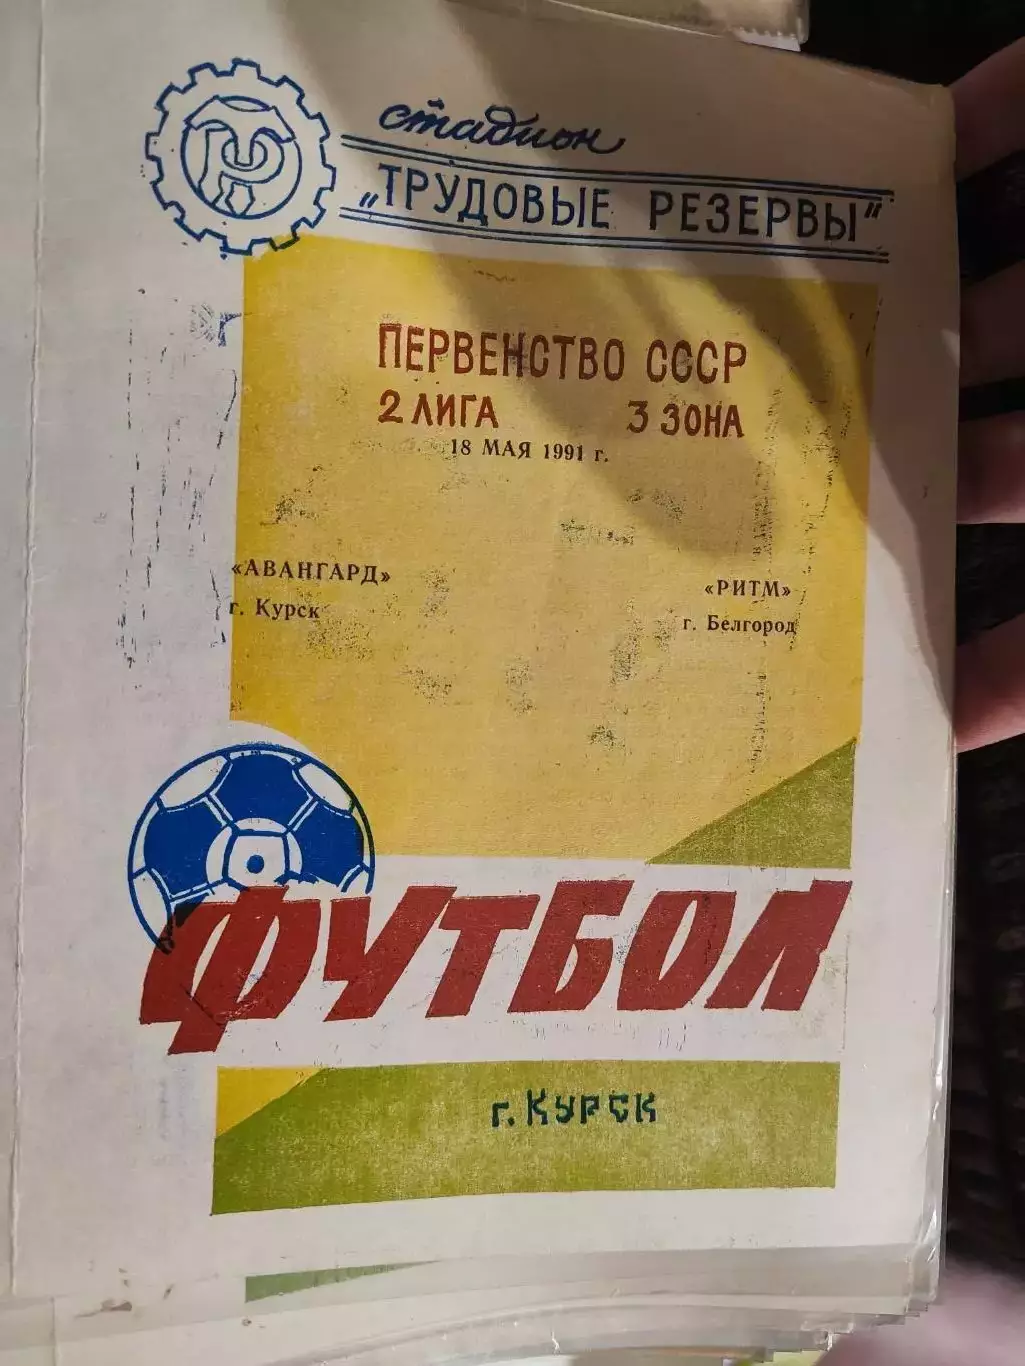 стадион
„ТРУДОВЫЕ РЕЗЕРВЫ"
ПЕРВЕНСТВО СССР
2 ЛИГА 3 ЗОНА
18 МАЯ 1991 г.
«АВАНГАРД» «РИТМ»
г. Курск г. Белгород
ФУТБОЛ
г. КУРСК